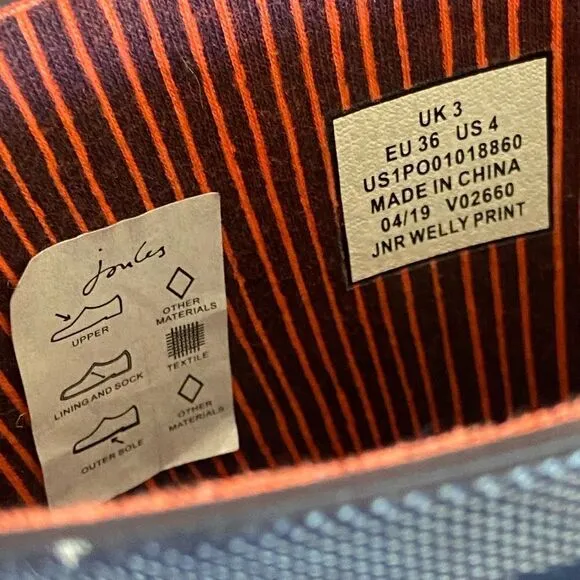 joules
UPPER
OTHER
MATERIALS
LINING AND SOCK
TEXTILE
OUTER SOLE
OTHER
MATERIALS
UK 3
EU 36 US 4
US1PO01018860
MADE IN CHINA
04/19 V02660
JNR WELLY PRINT